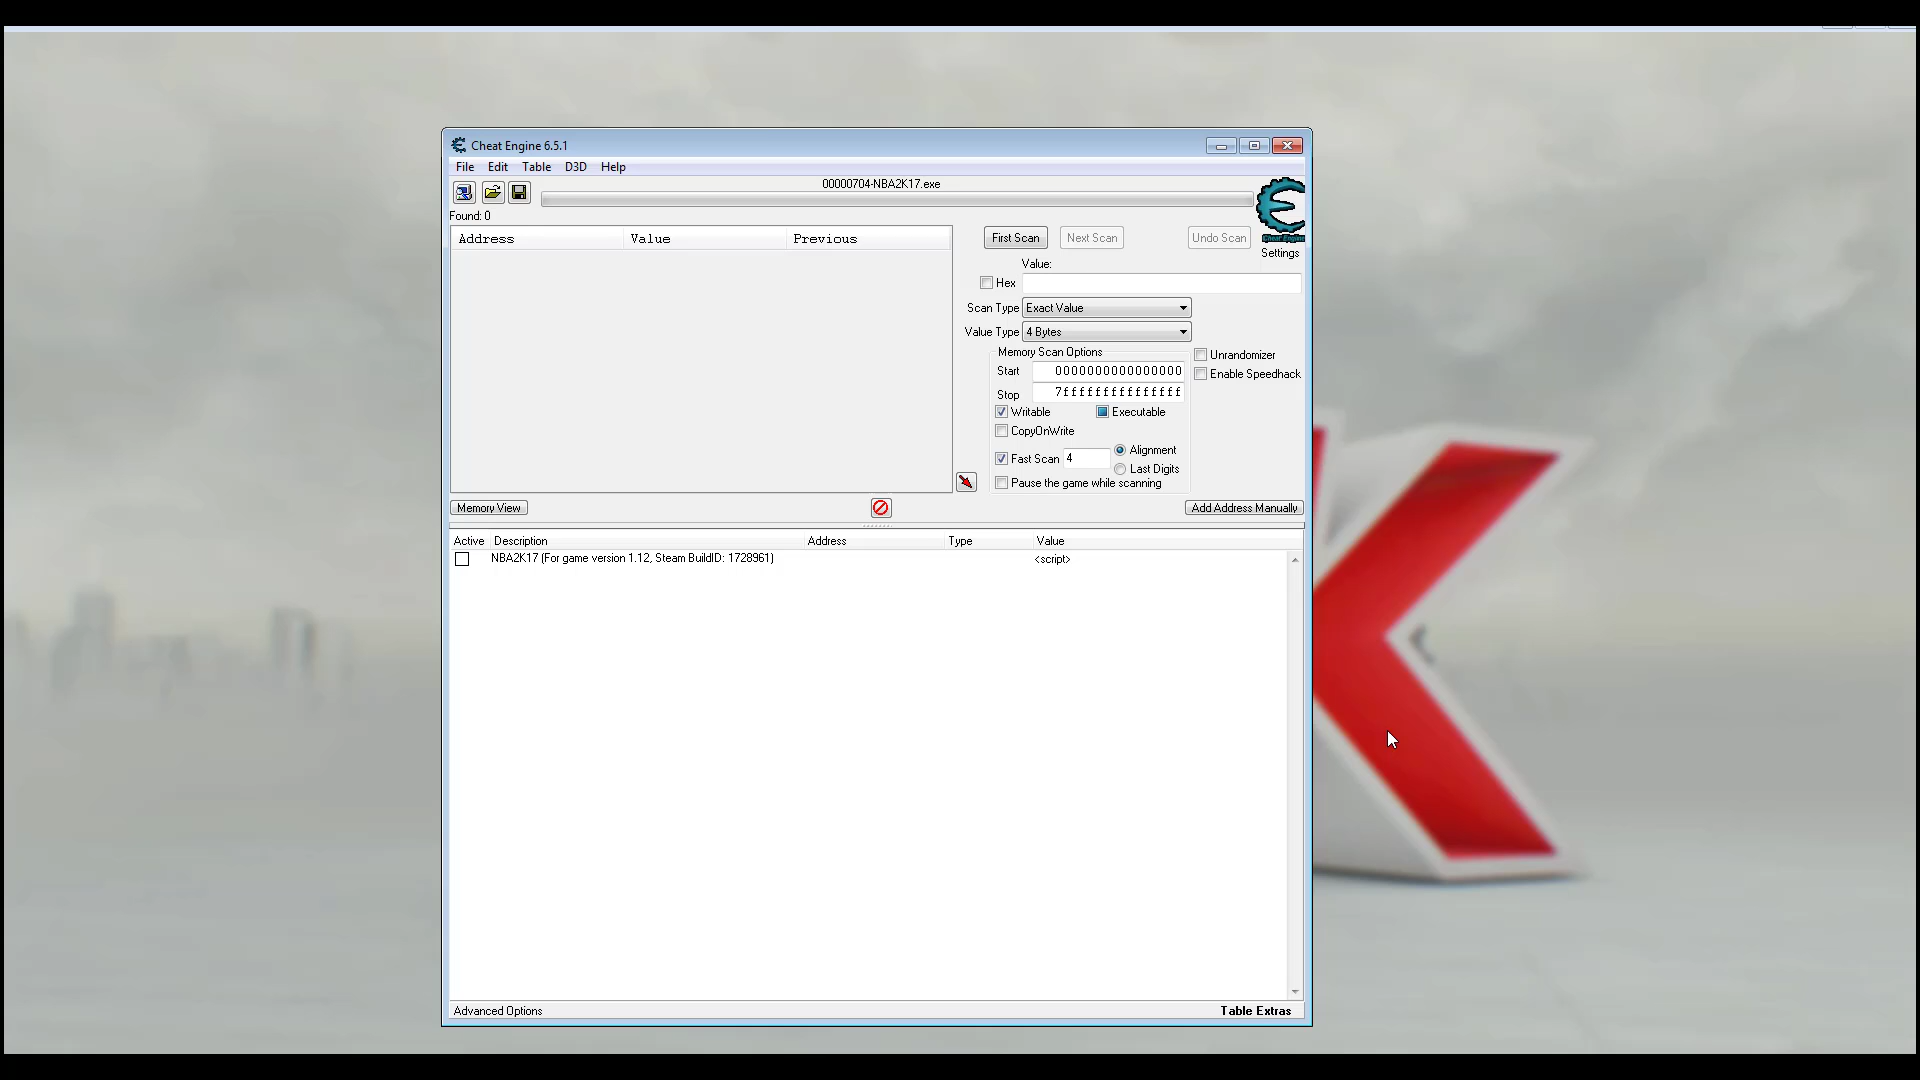 Cheat Engine 6.5.1
File Edit Table D3D Help
00000704-NBA2K17.exe
Found: 0
Address Value Previous
First Scan Next Scan Undo Scan
Cheat Engine
Settings
Value:
Hex
Scan Type Exact Value
Value Type 4 Bytes
Memory Scan Options
Unrandomizer
Start 0000000000000000
Enable Speedhack
Stop 7fffffffffffffff
Writable Executable
CopyOnWrite
Alignment
Fast Scan 4
Last Digits
Pause the game while scanning
Memory View Add Address Manually
Active Description Address Type Value
NBA2K17 (For game version 1.12, Steam BuildID: 1728961) <script>
Advanced Options Table Extras
K